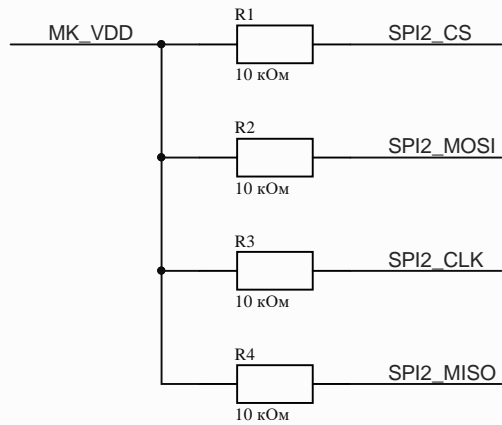 MK_VDD
R1
SPI2_CS
10 кОм
R2
SPI2_MOSI
10 кОм
R3
SPI2_CLK
10 кОм
R4
SPI2_MISO
10 кОм